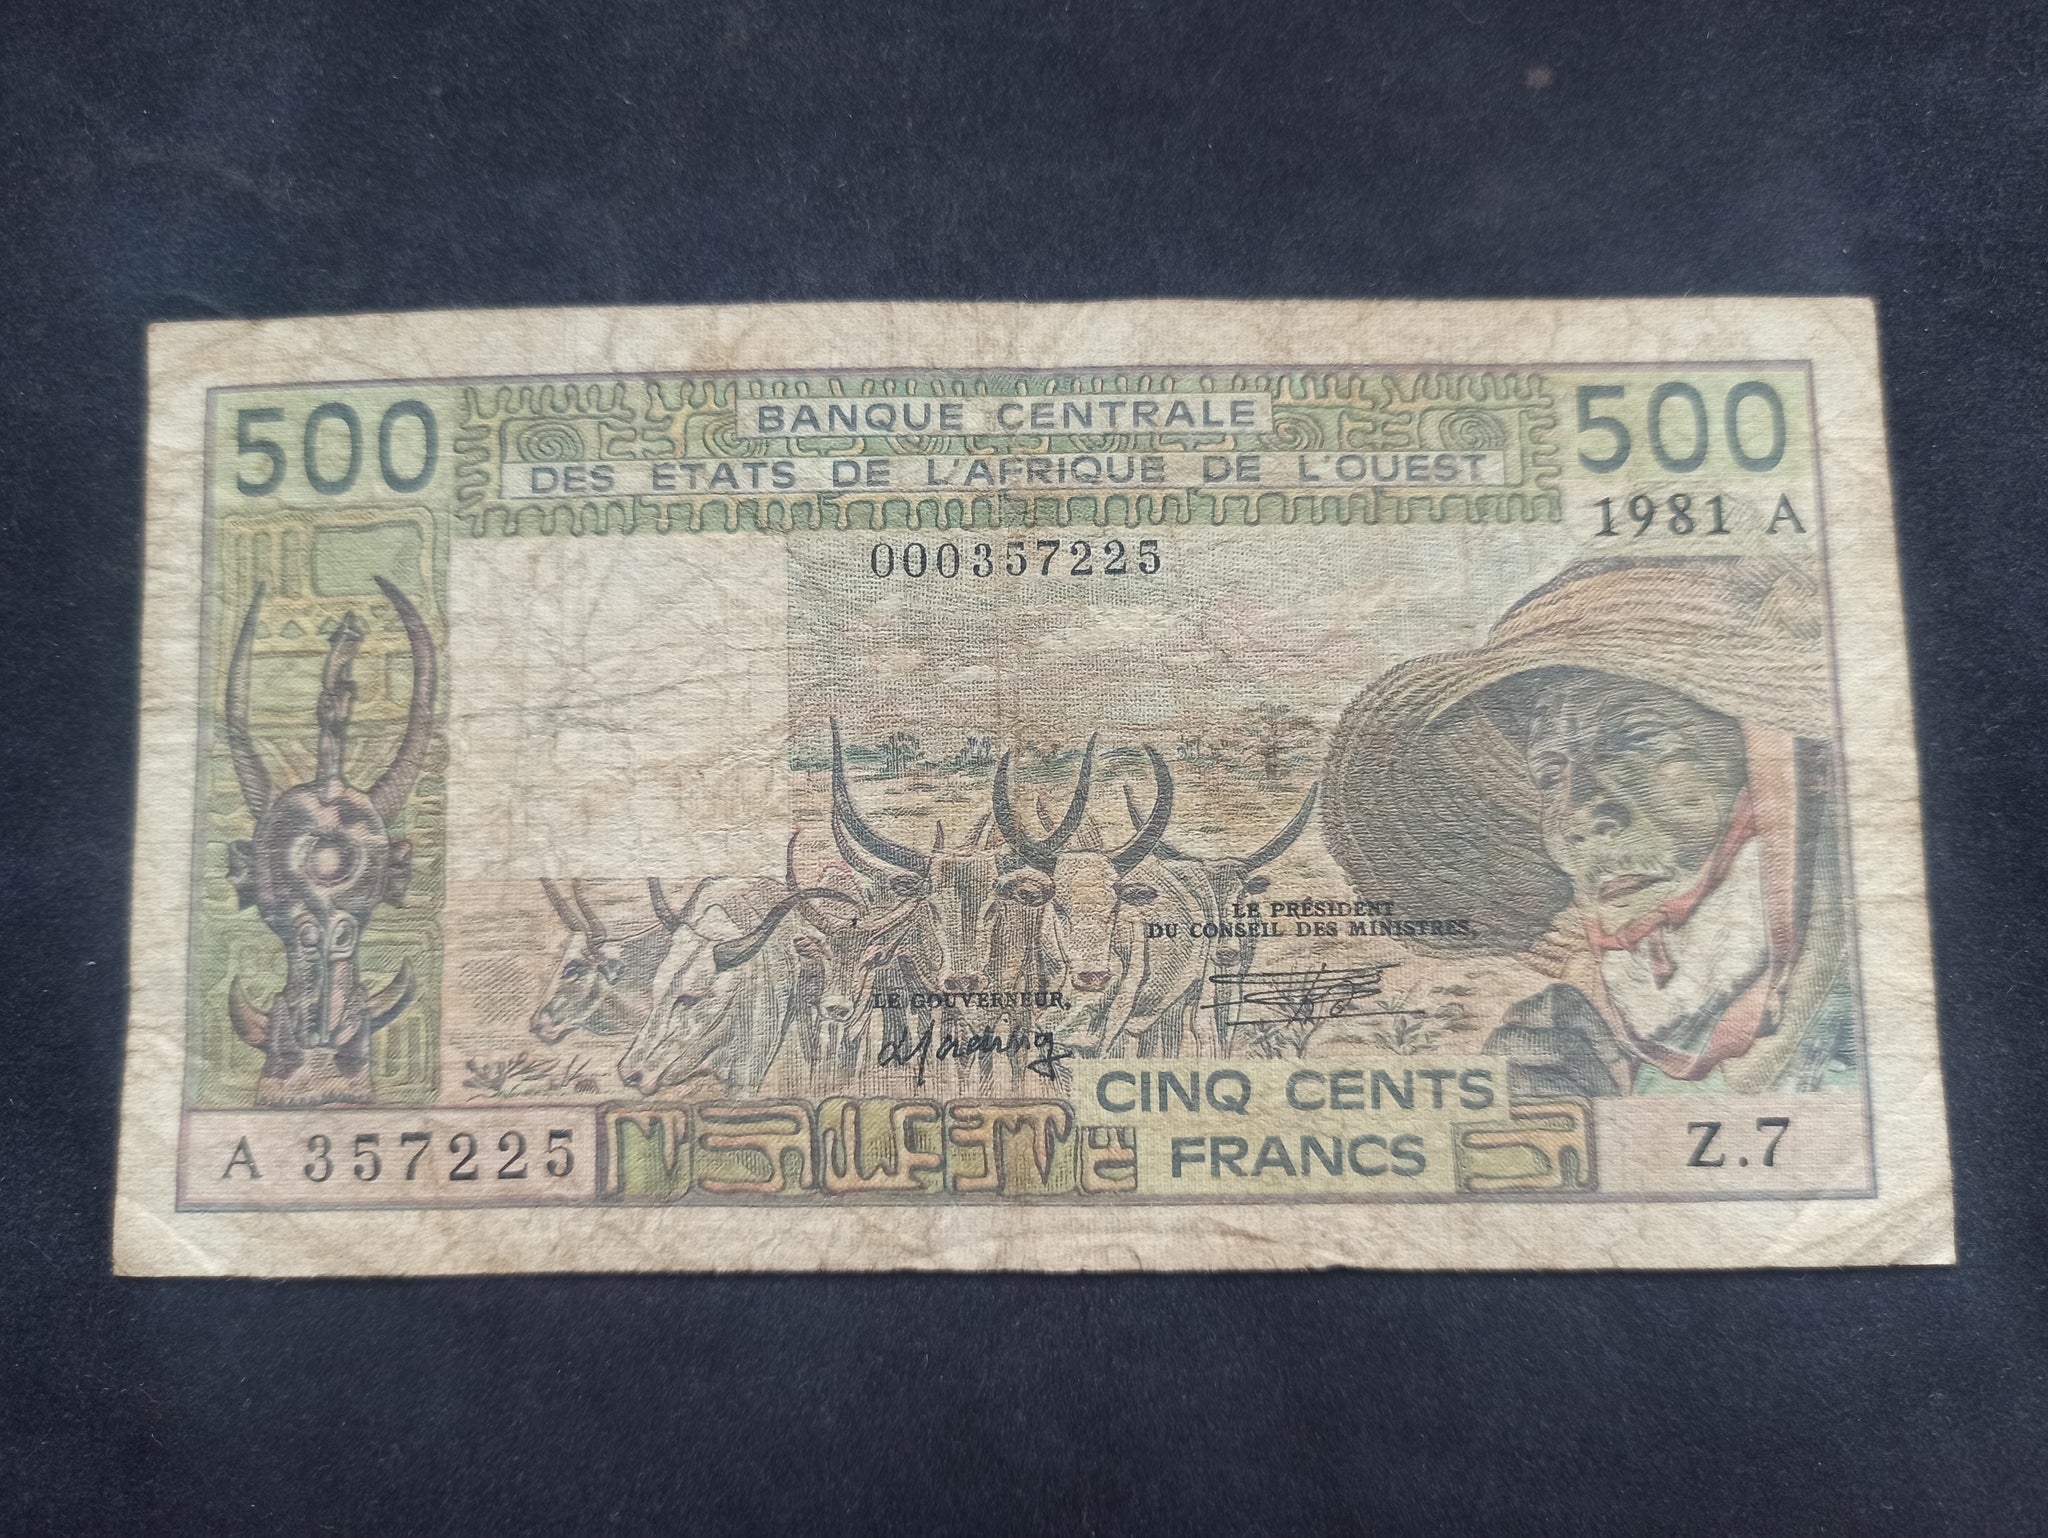 500
BANQUE CENTRALE
DES ETATS DE L'AFRIQUE DE L'OUEST
500
1981 A
000357225
LE PRÉSIDENT
DU CONSEIL DES MINISTRES,
LE GOUVERNEUR,
CINQ CENTS
FRANCS
A 357225
Z.7